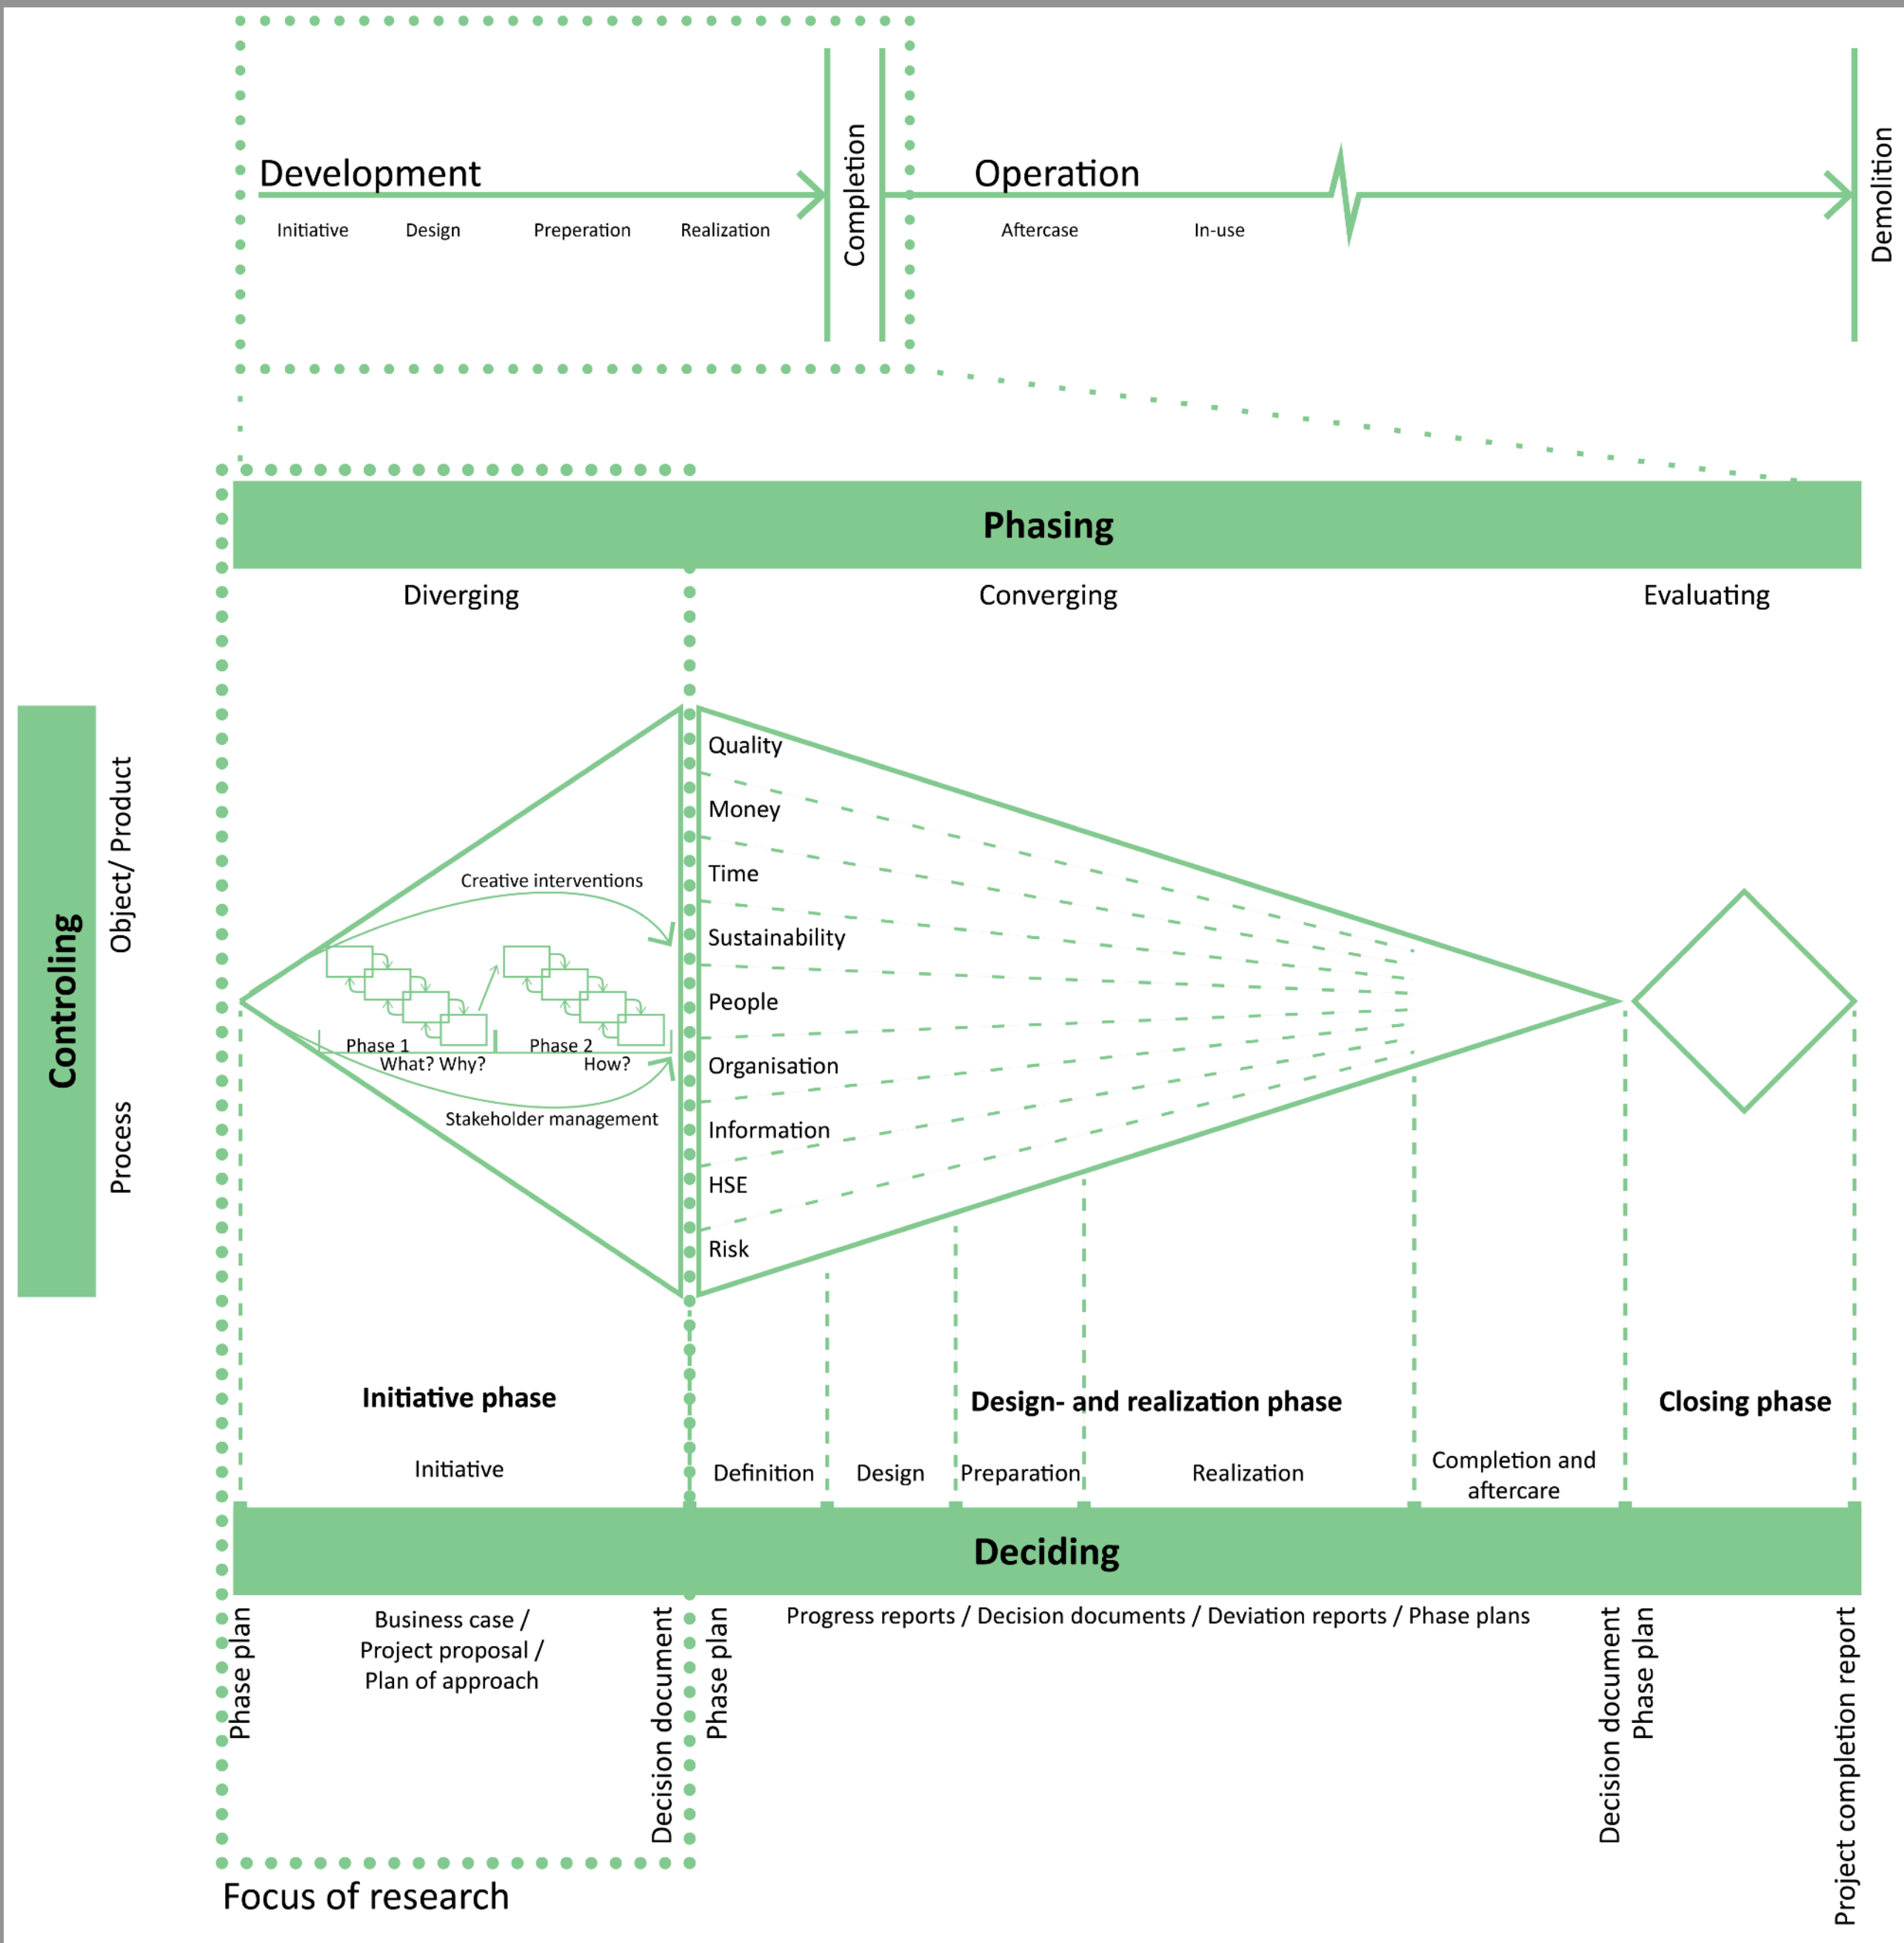 Development
Initiative
Design
Preperation
Realization
Completion
Operation
Aftercase
In-use
Demolition
Phasing
Diverging
Converging
Evaluating
Controling
Object/ Product
Process
Creative interventions
Phase 1
What? Why?
Phase 2
How?
Stakeholder management
Quality
Money
Time
Sustainability
People
Organisation
Information
HSE
Risk
Initiative phase
Design- and realization phase
Closing phase
Initiative
Definition
Design
Preparation
Realization
Completion and
aftercare
Deciding
Phase plan
Business case /
Project proposal /
Plan of approach
Decision document
Phase plan
Progress reports / Decision documents / Deviation reports / Phase plans
Decision document
Phase plan
Project completion report
Focus of research